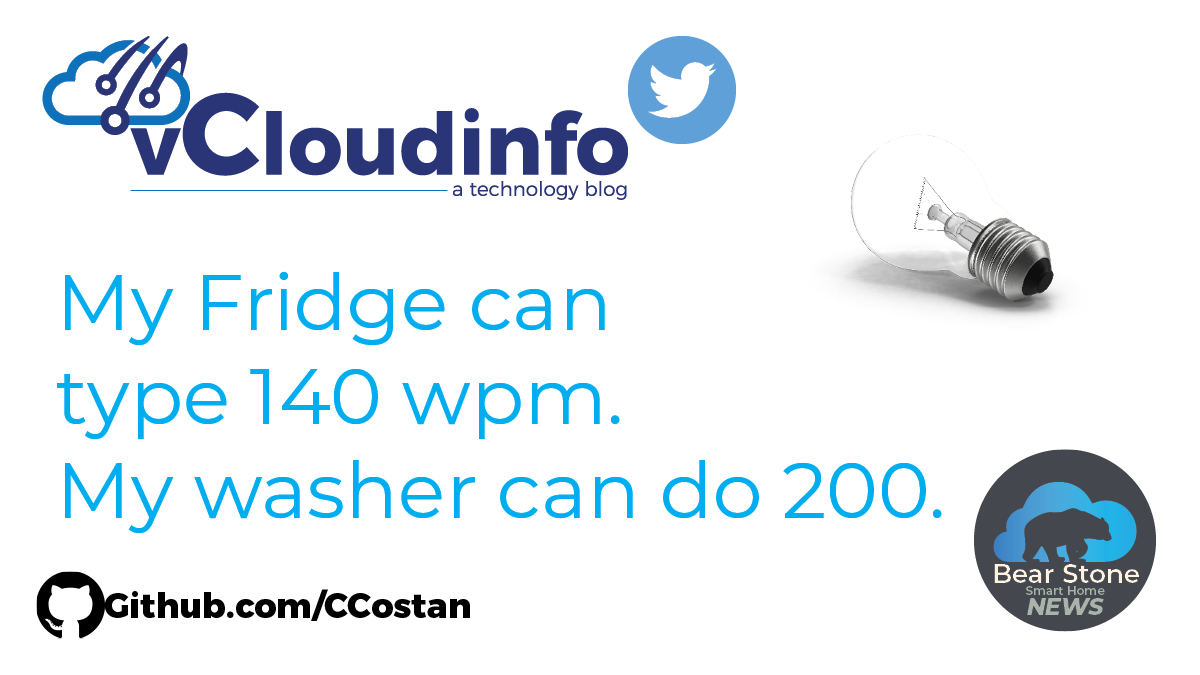 vCloudinfo
a technology blog
My Fridge can
type 140 wpm.
My washer can do 200.
Bear Stone
Smart Home
NEWS
Github.com/CCostan